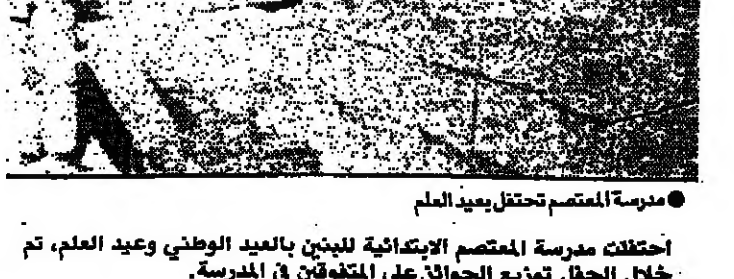 ● مدرسة المعتصم تحتفل بعيد العلم
احتفلت مدرسة المعتصم الابتدائية للبنين بالعيد الوطني وعيد العلم، تم
خلال الحفل توزيع الجوائز على المتفوقين في المدرسة.